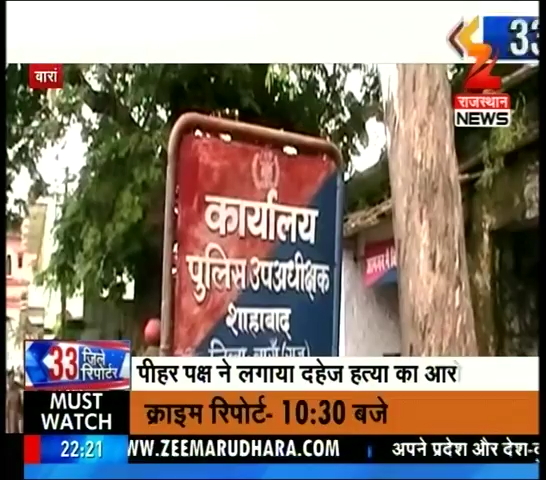 33
वारां
राजस्थान
NEWS
कार्यालय
पुलिस उपअधीक्षक
शाहाबाद
जिला बाराँ (राज.)
33 जिले
रिपोर्टर
पीहर पक्ष ने लगाया दहेज हत्या का आरो
MUST
WATCH
क्राइम रिपोर्ट- 10:30 बजे
22:21
WWW.ZEEMARUDHARA.COM
अपने प्रदेश और देश-दु